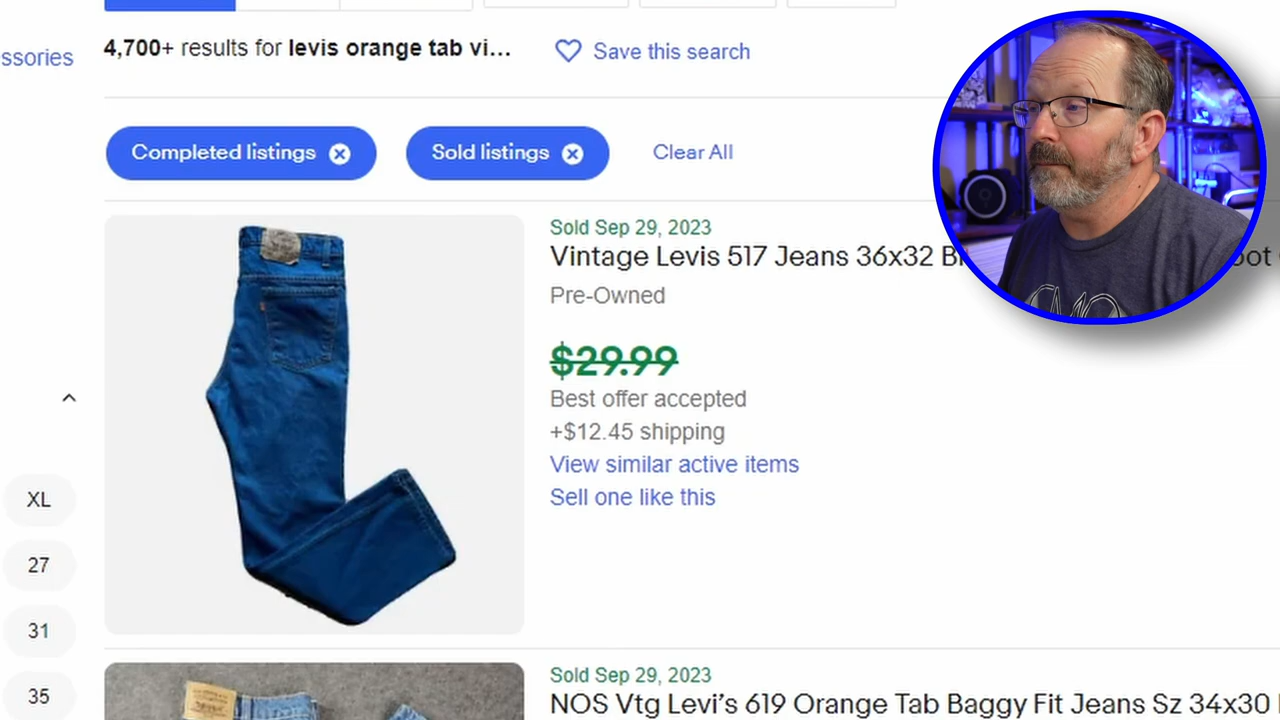 4,700+ results for levis orange tab vi...
Save this search
ssories
Completed listings
Sold listings
Clear All
Sold Sep 29, 2023
Vintage Levis 517 Jeans 36x32
Pre-Owned
$29.99
Best offer accepted
+$12.45 shipping
View similar active items
Sell one like this
XL
27
31
35
Sold Sep 29, 2023
NOS Vtg Levi's 619 Orange Tab Baggy Fit Jeans Sz 34x30